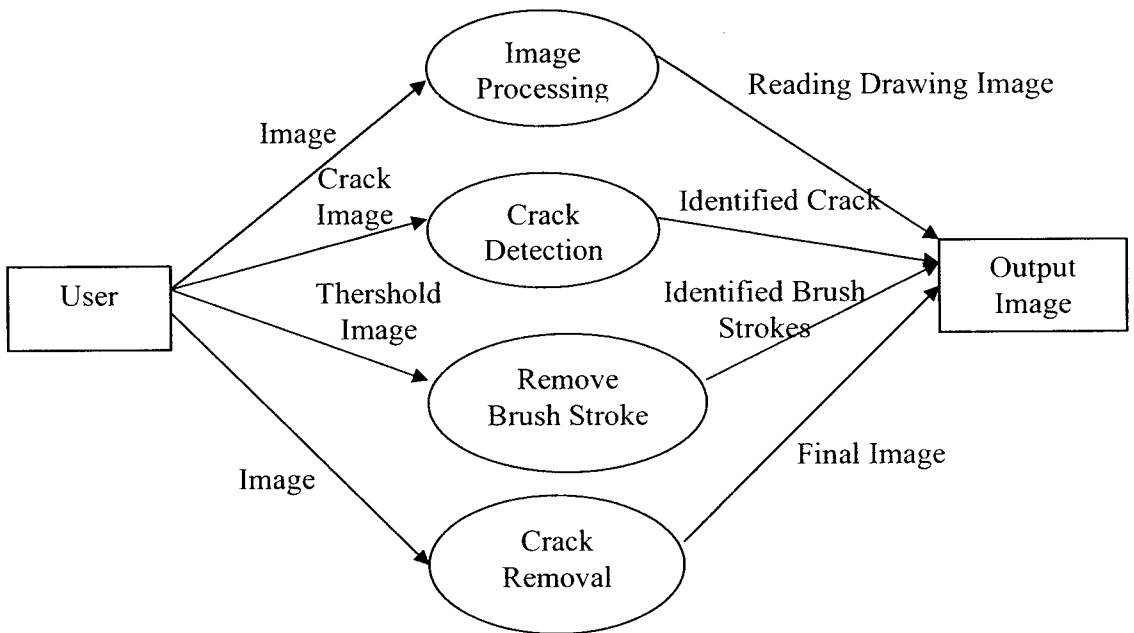 Image
Processing
Reading Drawing Image
Image
Crack
Image
Crack
Detection
Identified Crack
User
Output
Image
Thershold
Image
Identified Brush
Strokes
Remove
Brush Stroke
Image
Final Image
Crack
Removal